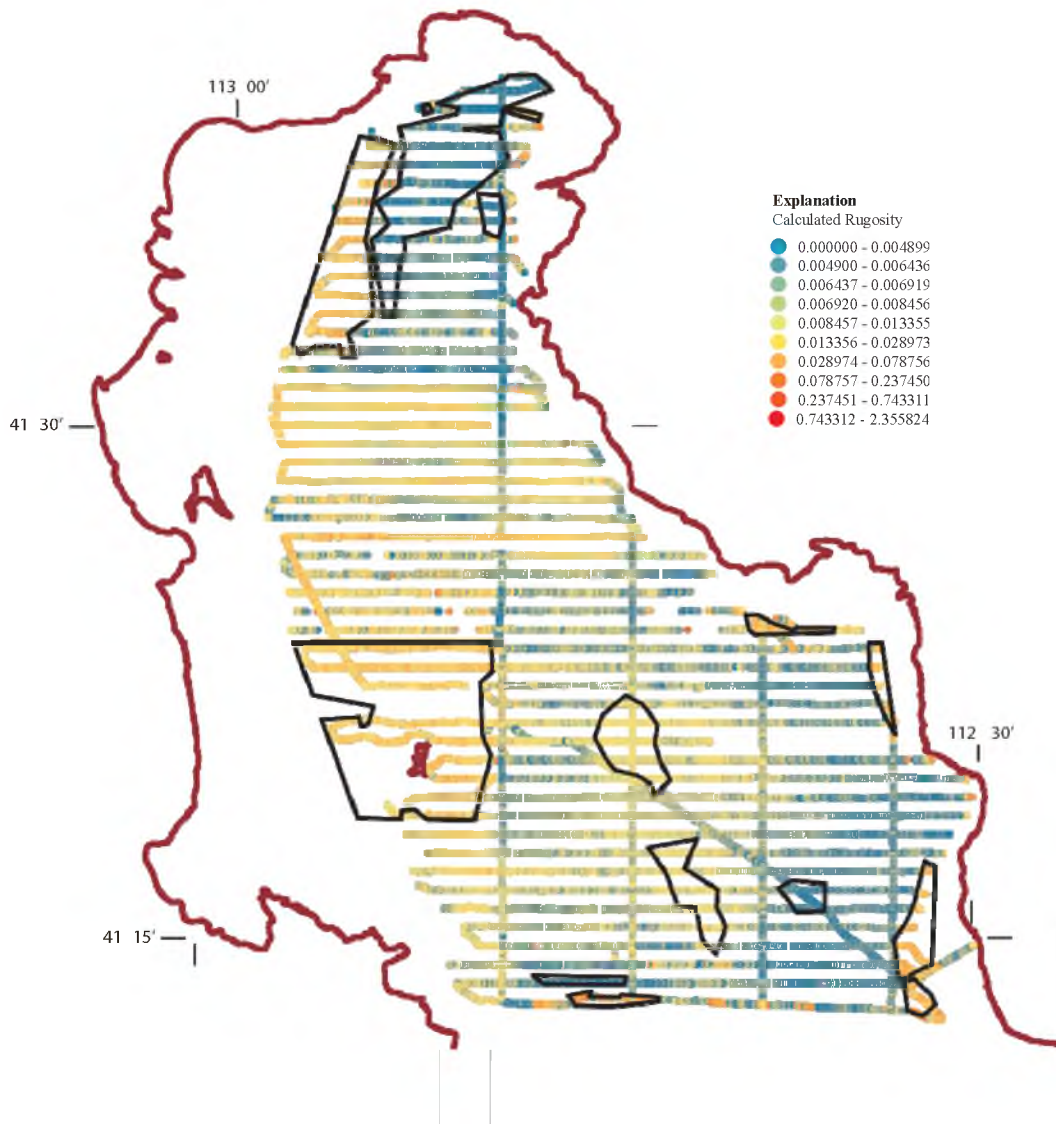 113 00'
Explanation
Calculated Rugosity
0.000000 - 0.004899
0.004900 - 0.006436
0.006437 - 0.006919
0.006920 - 0.008456
0.008457 - 0.013355
0.013356 - 0.028973
0.028974 - 0.078756
0.078757 - 0.237450
0.237451 - 0.743311
0.743312 - 2.355824
41 30'
112 30'
41 15'